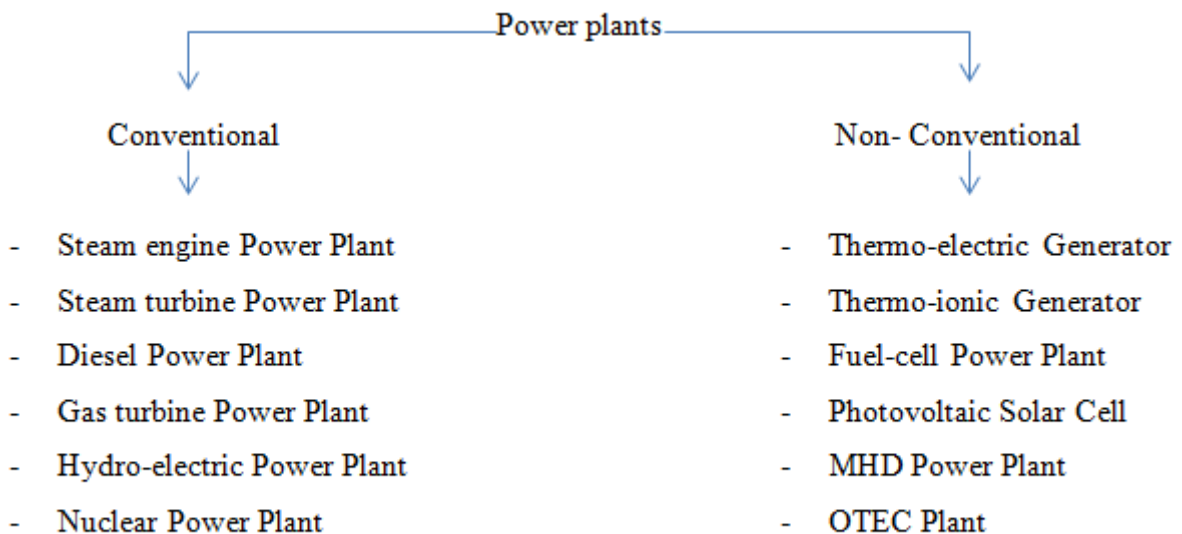 Power plants
Conventional
- Steam engine Power Plant
- Steam turbine Power Plant
- Diesel Power Plant
- Gas turbine Power Plant
- Hydro-electric Power Plant
- Nuclear Power Plant
Non- Conventional
- Thermo-electric Generator
- Thermo-ionic Generator
- Fuel-cell Power Plant
- Photovoltaic Solar Cell
- MHD Power Plant
- OTEC Plant